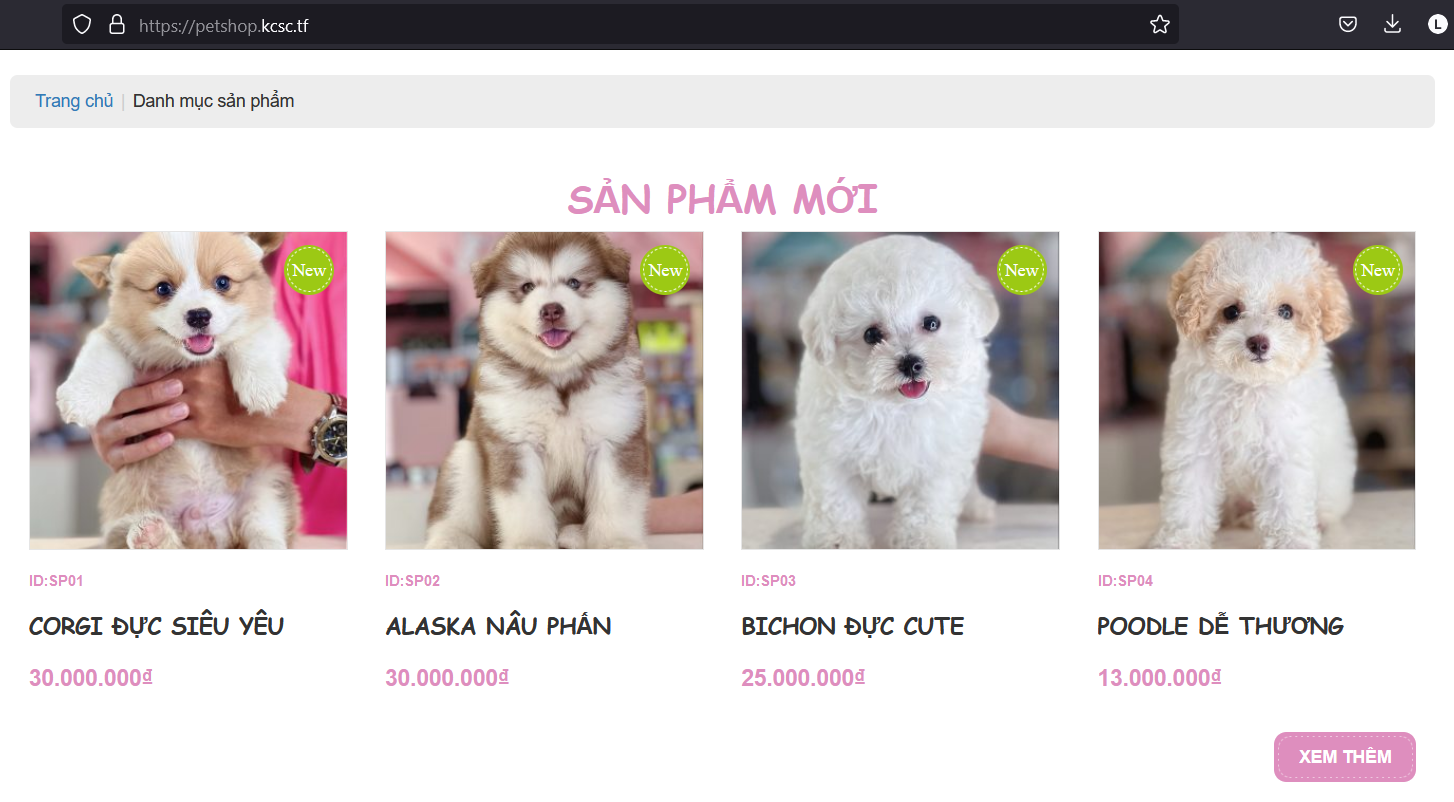 https://petshop.kcsc.tf
L
Trang chủ | Danh mục sản phẩm
SẢN PHẨM MỚI
New
New
New
New
ID:SP01
ID:SP02
ID:SP03
ID:SP04
CORGI ĐỰC SIÊU YÊU
ALASKA NÂU PHẤN
BICHON ĐỰC CUTE
POODLE DỄ THƯƠNG
30.000.000₫
30.000.000₫
25.000.000₫
13.000.000₫
XEM THÊM